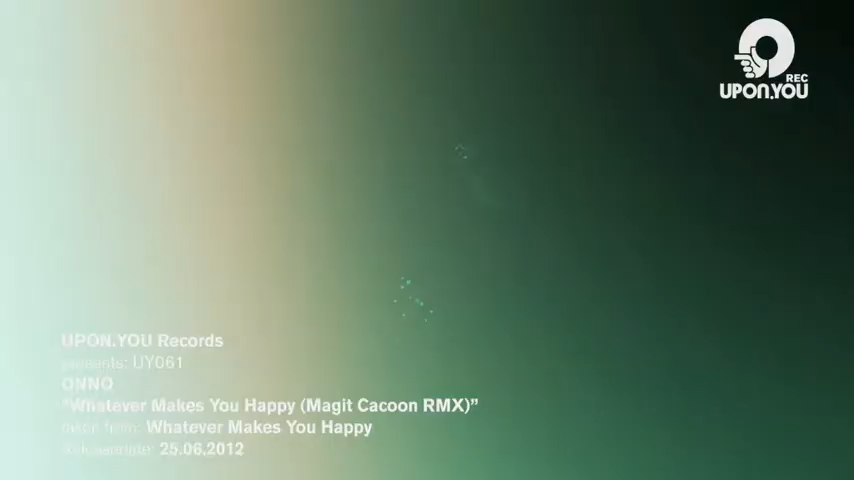 REC
UPON.YOU
UPON.YOU Records
presents: UY061
ONNO
"Whatever Makes You Happy (Magit Cacoon RMX)”
taken from: Whatever Makes You Happy
Releasedate: 25.06.2012